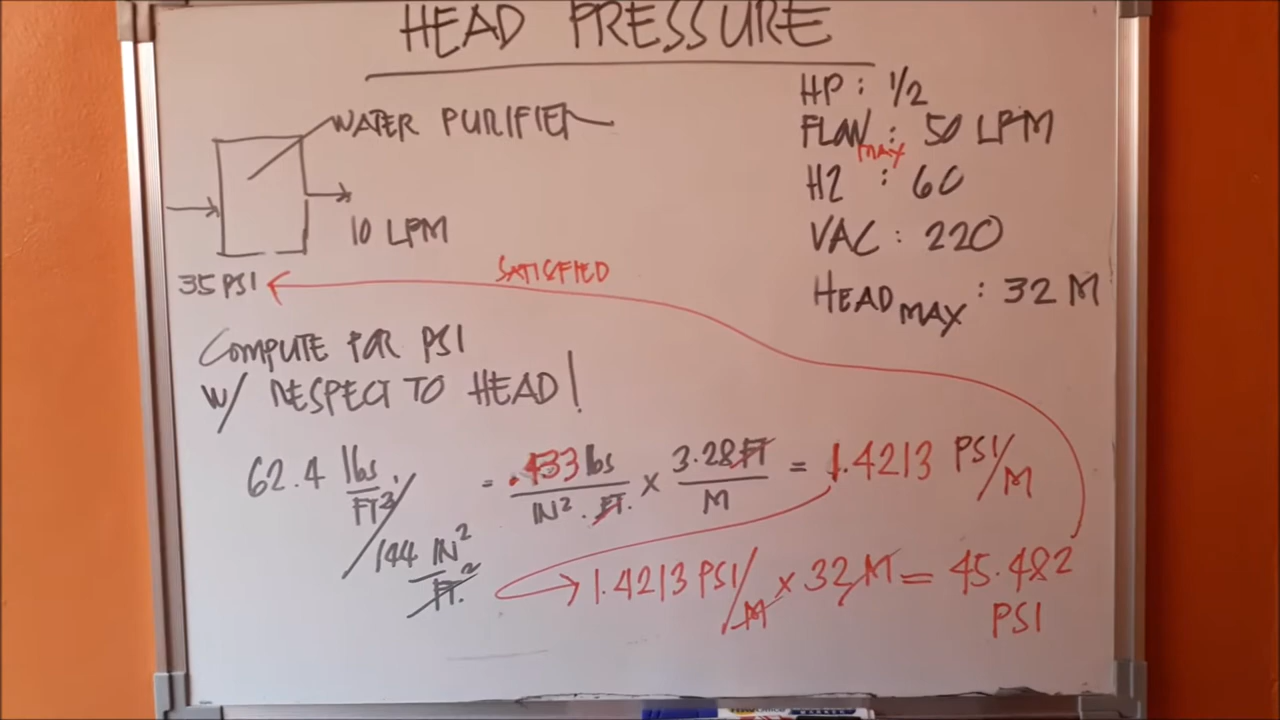 HEAD PRESSURE
WATER PURIFIER
10 LPM
35 PSI
SATISFIED
HP : 1/2
FLOW MAX : 50 LPM
HZ : 60
VAC : 220
HEAD MAX : 32 M
COMPUTE FOR PSI
W/ RESPECT TO HEAD!
62.4 lbs/FT³ / 144 IN²/FT.² = .433 lbs/IN² · FT. x 3.28 FT/M = 1.4213 PSI/M
1.4213 PSI/M x 32 M = 45.482 PSI